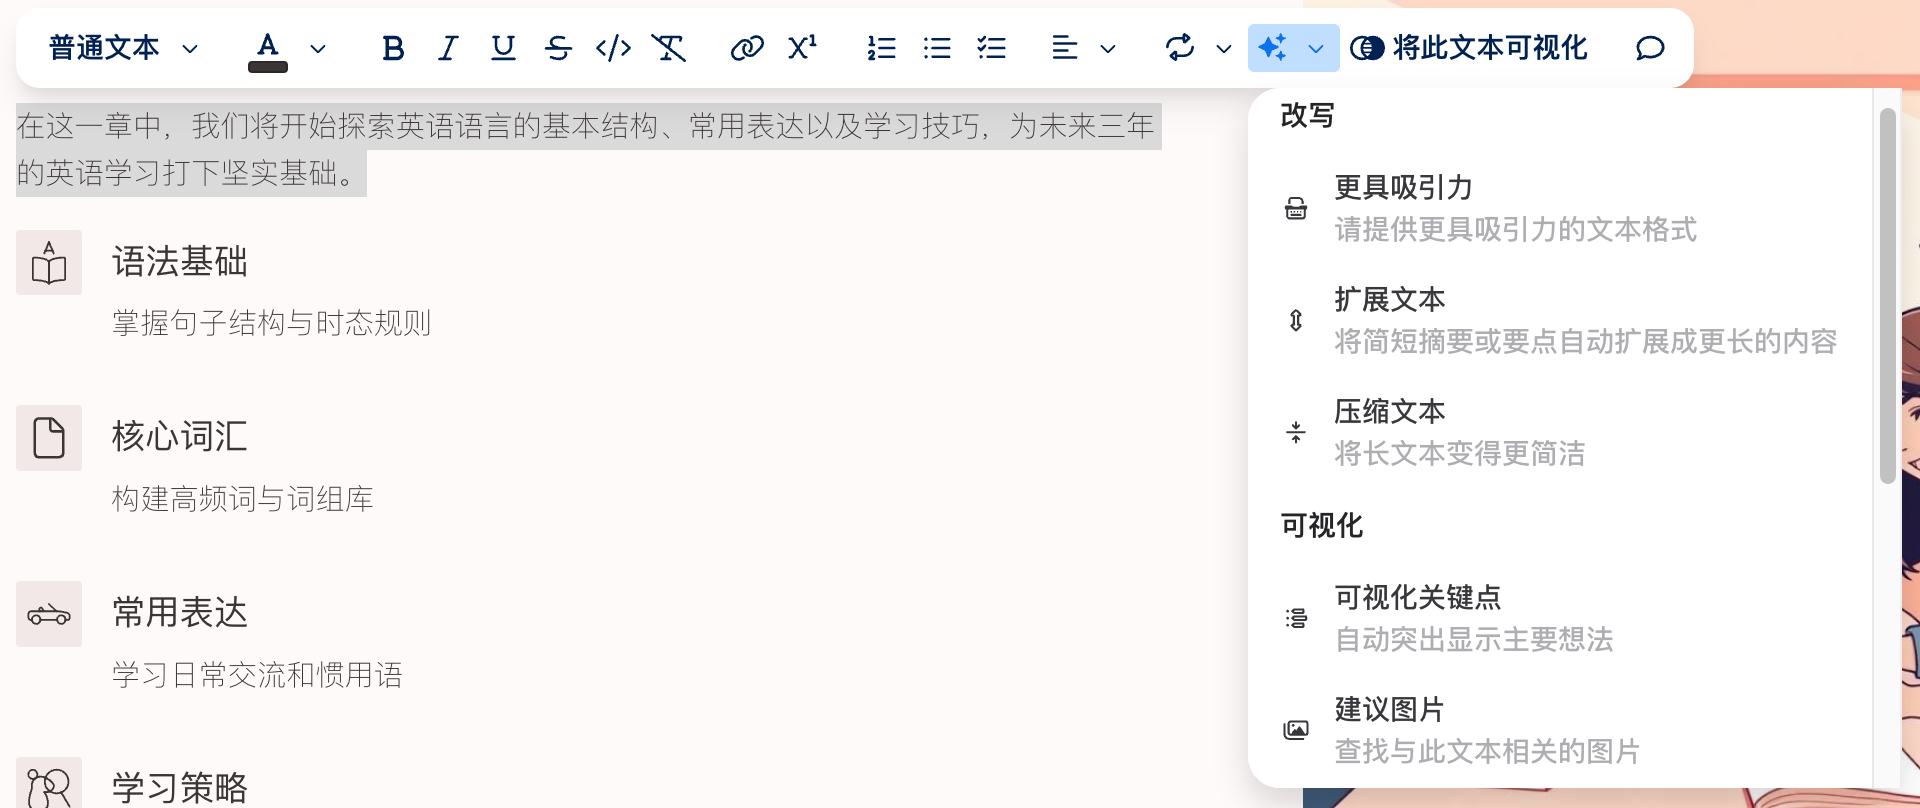 普通文本
A
B
I
U
S
</>
T
X¹
将此文本可视化
在这一章中，我们将开始探索英语语言的基本结构、常用表达以及学习技巧，为未来三年
的英语学习打下坚实基础。
A
语法基础
掌握句子结构与时态规则
核心词汇
构建高频词与词组库
常用表达
学习日常交流和惯用语
学习策略
改写
更具吸引力
请提供更具吸引力的文本格式
扩展文本
将简短摘要或要点自动扩展成更长的内容
压缩文本
将长文本变得更简洁
可视化
可视化关键点
自动突出显示主要想法
建议图片
查找与此文本相关的图片